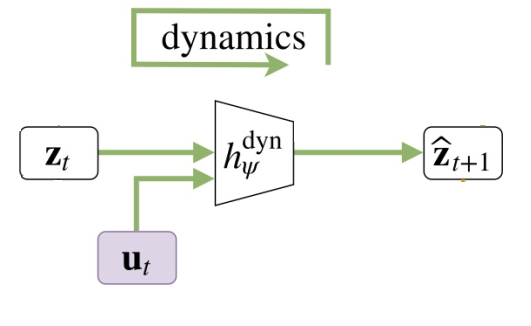 dynamics
z_t
h_ψ^dyn
ẑ_{t+1}
u_t